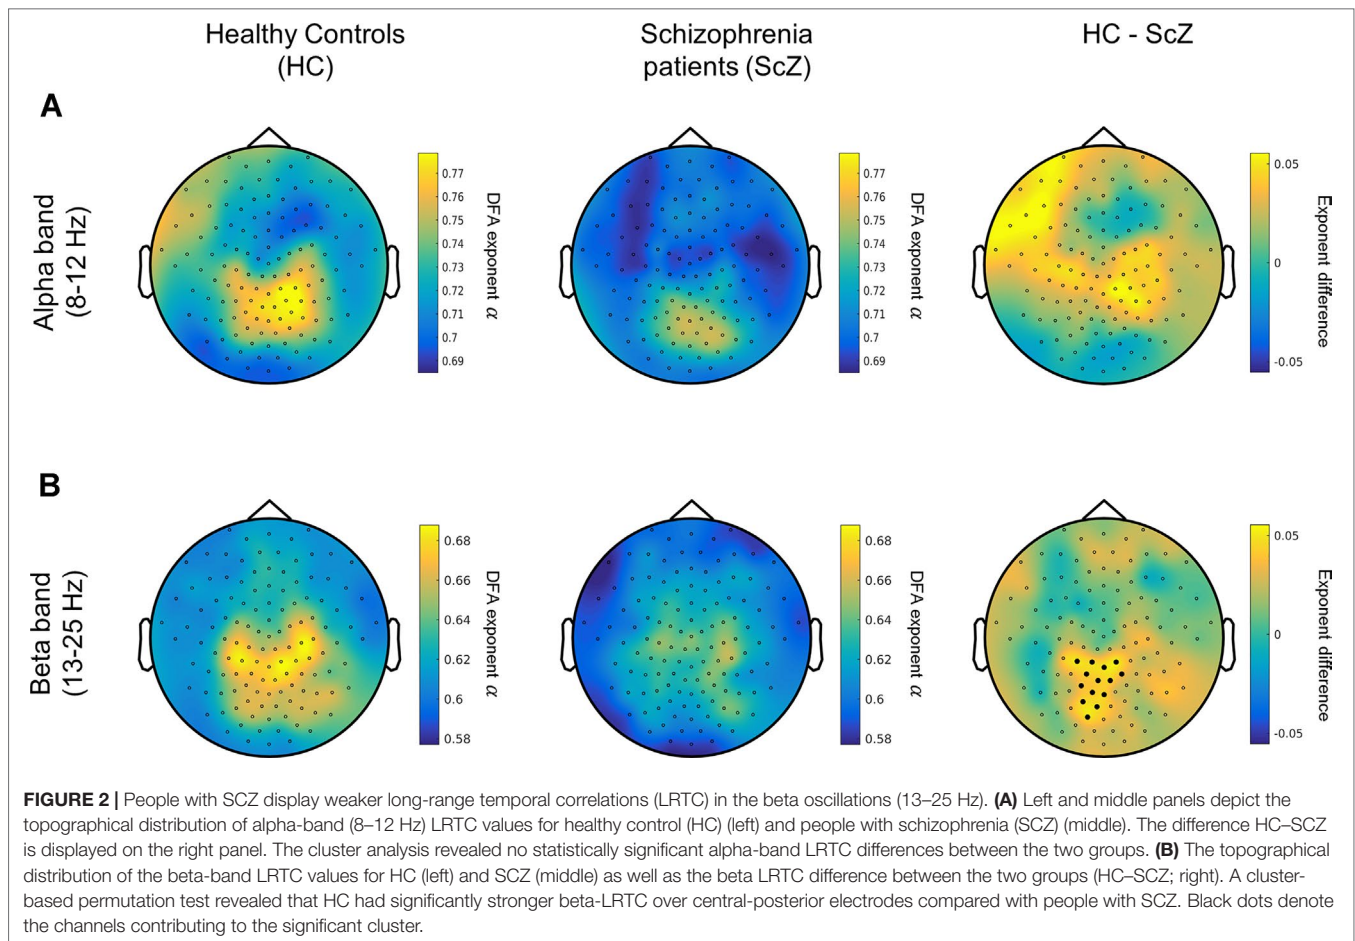 Healthy Controls
(HC)
Schizophrenia
patients (ScZ)
HC - ScZ
A
Alpha band
(8-12 Hz)
0.77
0.76
0.75
0.74
0.73
0.72
0.71
0.7
0.69
DFA exponent α
0.77
0.76
0.75
0.74
0.73
0.72
0.71
0.7
0.69
DFA exponent α
0.05
0
-0.05
Exponent difference
B
Beta band
(13-25 Hz)
0.68
0.66
0.64
0.62
0.6
0.58
DFA exponent α
0.68
0.66
0.64
0.62
0.6
0.58
DFA exponent α
0.05
0
-0.05
Exponent difference
FIGURE 2 | People with SCZ display weaker long-range temporal correlations (LRTC) in the beta oscillations (13–25 Hz). (A) Left and middle panels depict the
topographical distribution of alpha-band (8–12 Hz) LRTC values for healthy control (HC) (left) and people with schizophrenia (SCZ) (middle). The difference HC–SCZ
is displayed on the right panel. The cluster analysis revealed no statistically significant alpha-band LRTC differences between the two groups. (B) The topographical
distribution of the beta-band LRTC values for HC (left) and SCZ (middle) as well as the beta LRTC difference between the two groups (HC–SCZ; right). A cluster-
based permutation test revealed that HC had significantly stronger beta-LRTC over central-posterior electrodes compared with people with SCZ. Black dots denote
the channels contributing to the significant cluster.